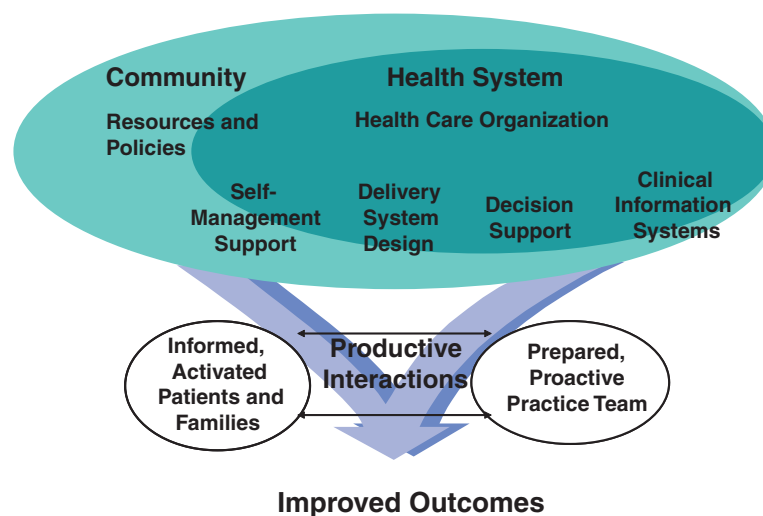 Community
Resources and
Policies
Health System
Health Care Organization
Self-
Management
Support
Delivery
System
Design
Decision
Support
Clinical
Information
Systems
Informed,
Activated
Patients and
Families
Productive
Interactions
Prepared,
Proactive
Practice Team
Improved Outcomes